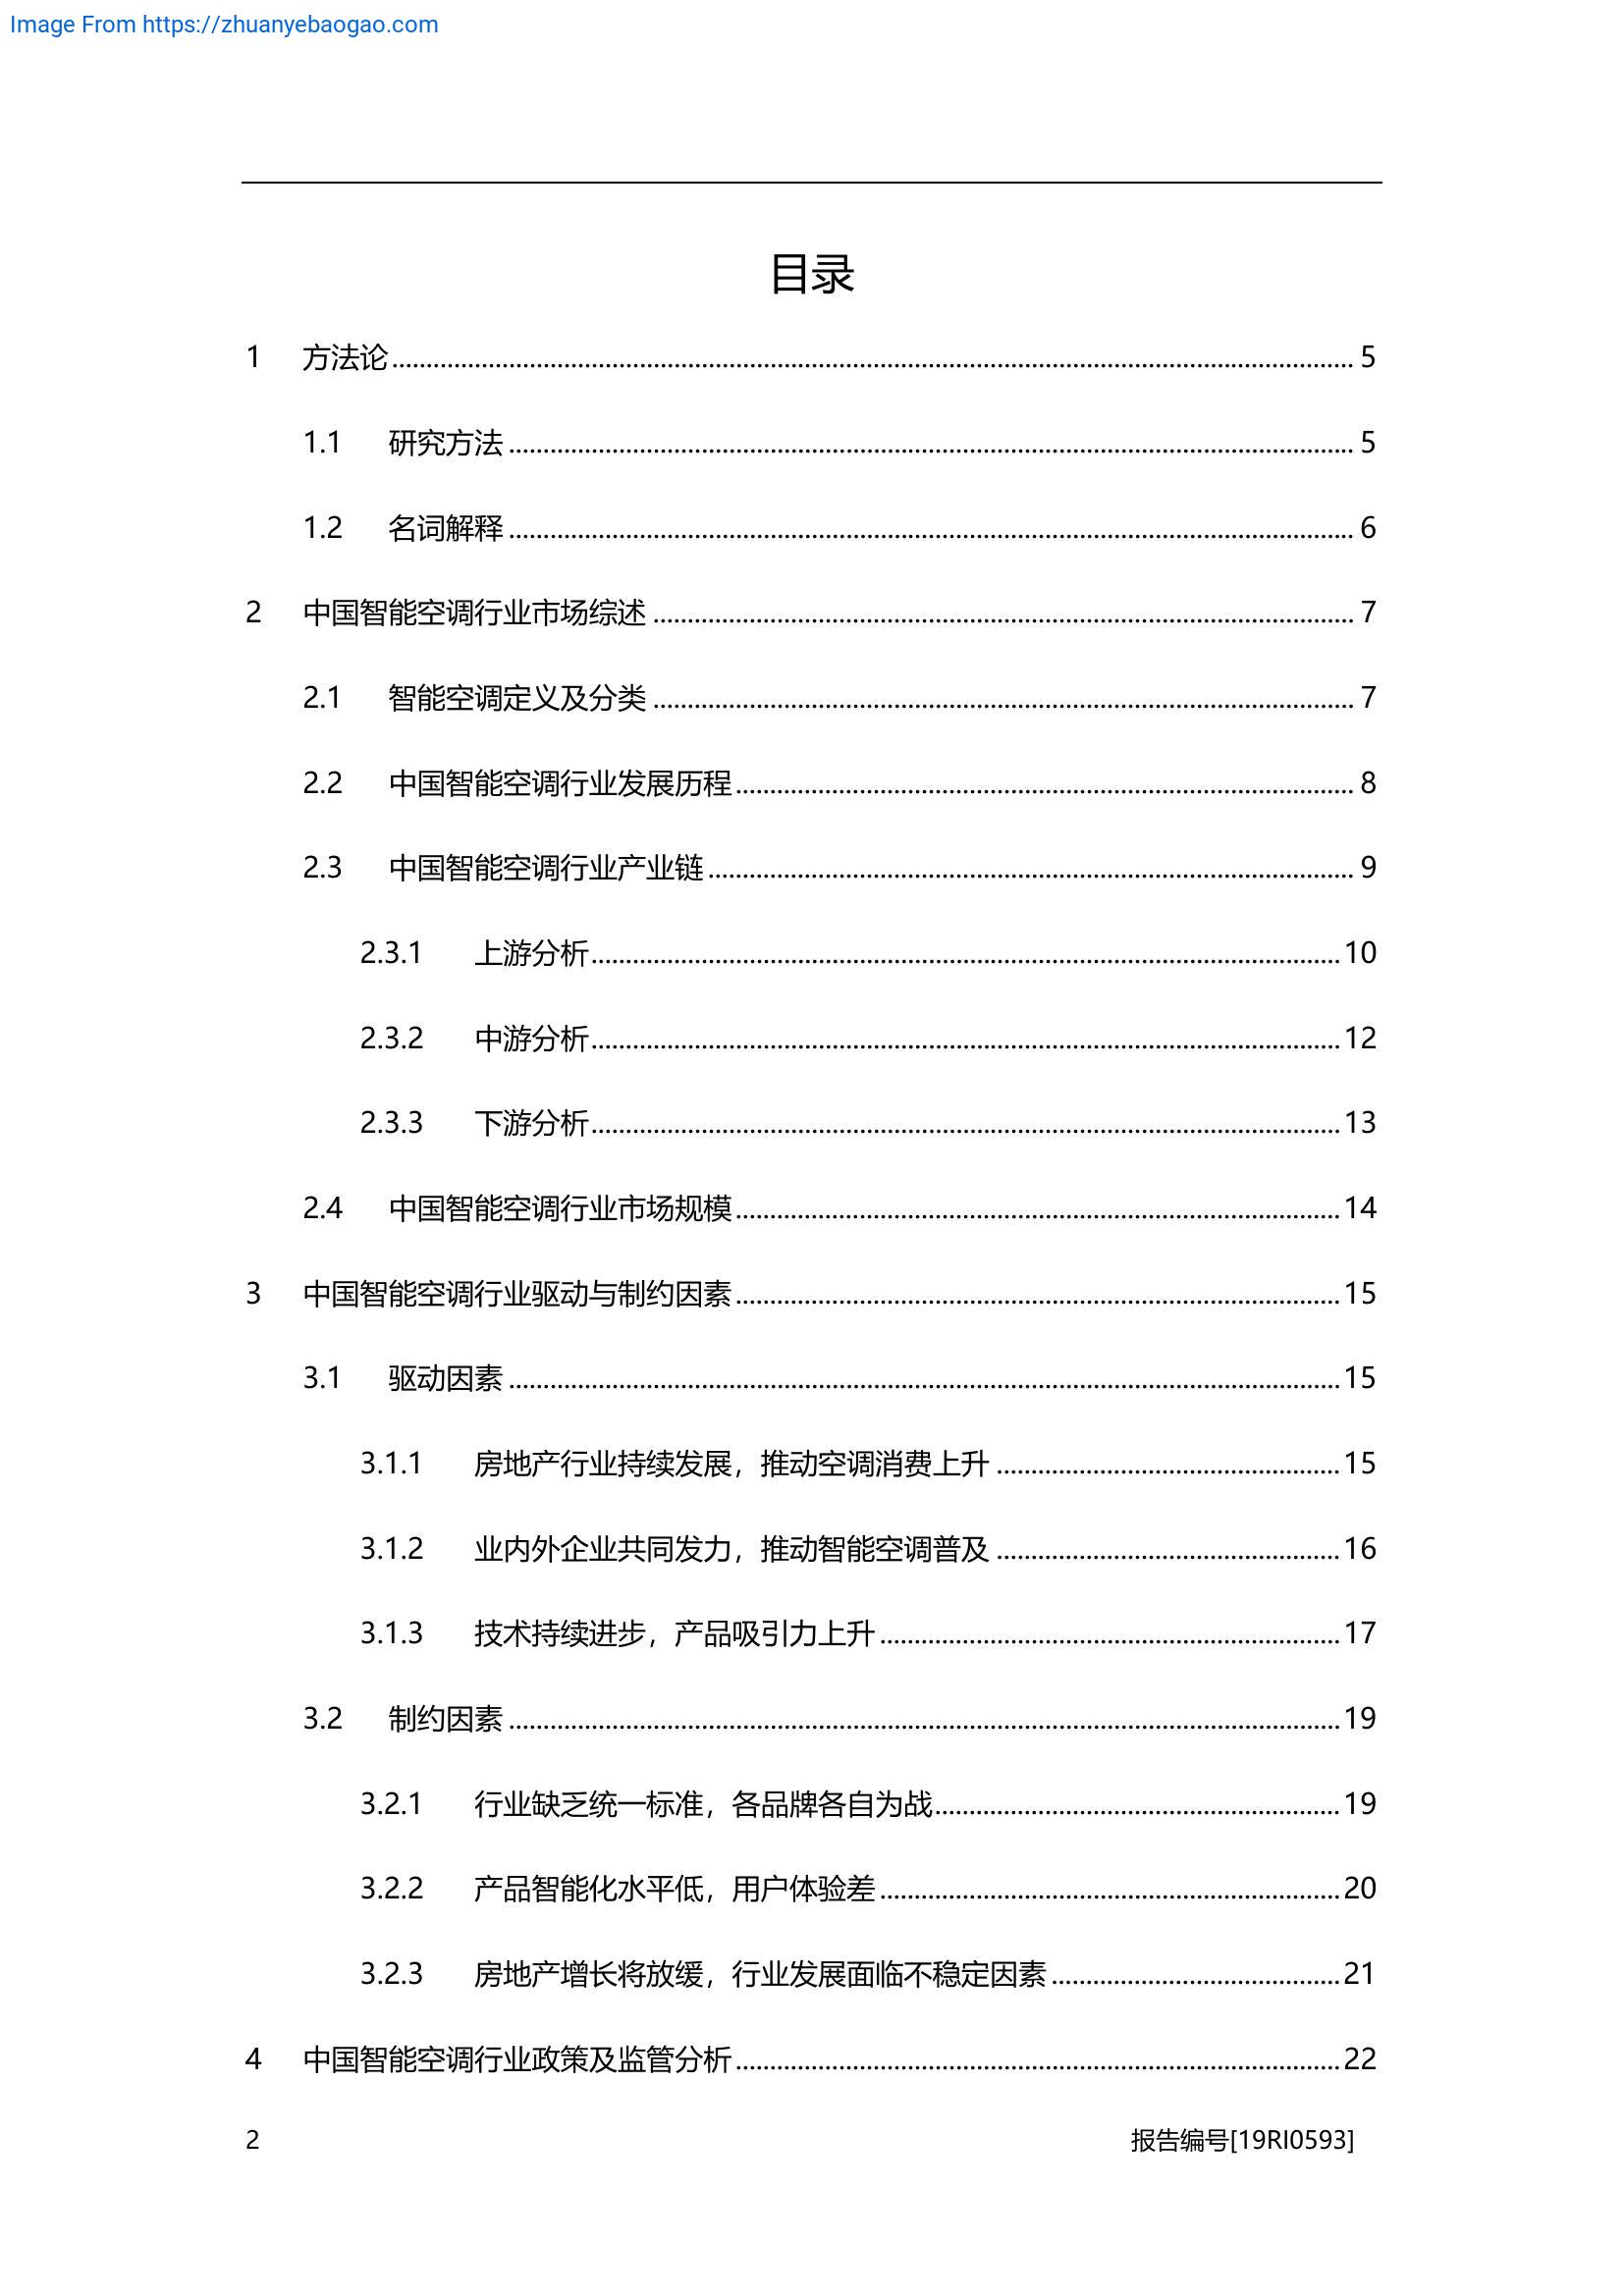 Image From https://zhuanyebaogao.com
目录
1 方法论 5
1.1 研究方法 5
1.2 名词解释 6
2 中国智能空调行业市场综述 7
2.1 智能空调定义及分类 7
2.2 中国智能空调行业发展历程 8
2.3 中国智能空调行业产业链 9
2.3.1 上游分析 10
2.3.2 中游分析 12
2.3.3 下游分析 13
2.4 中国智能空调行业市场规模 14
3 中国智能空调行业驱动与制约因素 15
3.1 驱动因素 15
3.1.1 房地产行业持续发展，推动空调消费上升 15
3.1.2 业内外企业共同发力，推动智能空调普及 16
3.1.3 技术持续进步，产品吸引力上升 17
3.2 制约因素 19
3.2.1 行业缺乏统一标准，各品牌各自为战 19
3.2.2 产品智能化水平低，用户体验差 20
3.2.3 房地产增长将放缓，行业发展面临不稳定因素 21
4 中国智能空调行业政策及监管分析 22
2 报告编号[19RI0593]